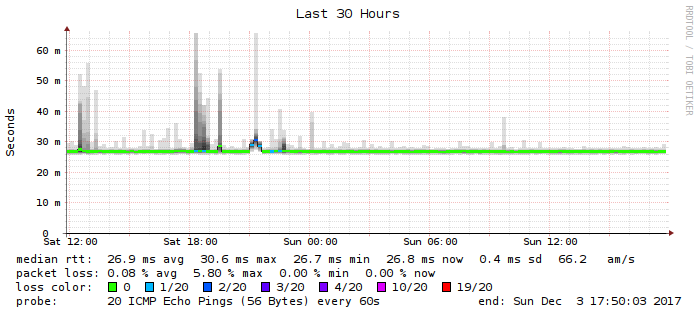 Last 30 Hours
RRDTOOL / TOBI OETIKER
Seconds
60 m
50 m
40 m
30 m
20 m
10 m
0
Sat 12:00 Sat 18:00 Sun 00:00 Sun 06:00 Sun 12:00
median rtt: 26.9 ms avg 30.6 ms max 26.7 ms min 26.8 ms now 0.4 ms sd 66.2 am/s
packet loss: 0.08 % avg 5.80 % max 0.00 % min 0.00 % now
loss color: 0 1/20 2/20 3/20 4/20 10/20 19/20
probe: 20 ICMP Echo Pings (56 Bytes) every 60s end: Sun Dec 3 17:50:03 2017